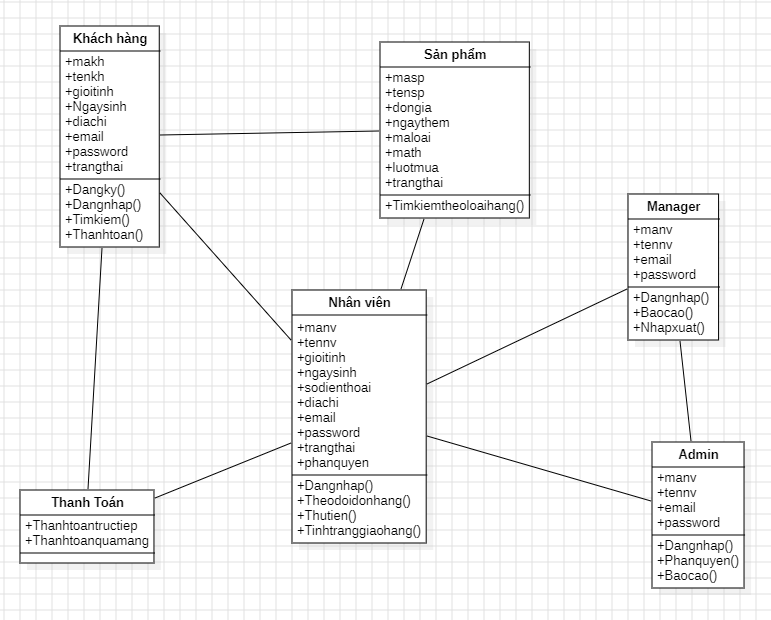 Khách hàng
+makh
+tenkh
+gioitinh
+Ngaysinh
+diachi
+email
+password
+trangthai
+Dangky()
+Dangnhap()
+Timkiem()
+Thanhtoan()
Sản phẩm
+masp
+tensp
+dongia
+ngaythem
+maloai
+math
+luotmua
+trangthai
+Timkiemtheoloaihang()
Manager
+manv
+tennv
+email
+password
+Dangnhap()
+Baocao()
+Nhapxuat()
Nhân viên
+manv
+tennv
+gioitinh
+ngaysinh
+sodienthoai
+diachi
+email
+password
+trangthai
+phanquyen
+Dangnhap()
+Theodoidonhang()
+Thutien()
+Tinhtranggiaohang()
Admin
+manv
+tennv
+email
+password
+Dangnhap()
+Phanquyen()
+Baocao()
Thanh Toán
+Thanhtoantructiep
+Thanhtoanquamang